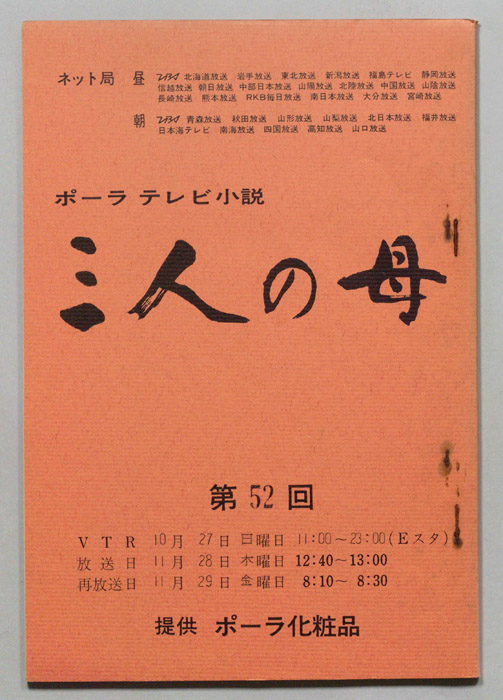 ネット局 昼 TBS 北海道放送 岩手放送 東北放送 新潟放送 福島テレビ 静岡放送
信越放送 朝日放送 中部日本放送 山陽放送 北陸放送 中国放送 山陰放送
長崎放送 熊本放送 RKB毎日放送 南日本放送 大分放送 宮崎放送
朝 TBS 青森放送 秋田放送 山形放送 山梨放送 北日本放送 福井放送
日本海テレビ 南海放送 四国放送 高知放送 山口放送
ポーラ テレビ小説
三人の母
第52回
VTR 10月 27日 日曜日 11:00～23:00(Eスタ)
放送日 11月 28日 木曜日 12:40～13:00
再放送日 11月 29日 金曜日 8:10～8:30
提供 ポーラ化粧品